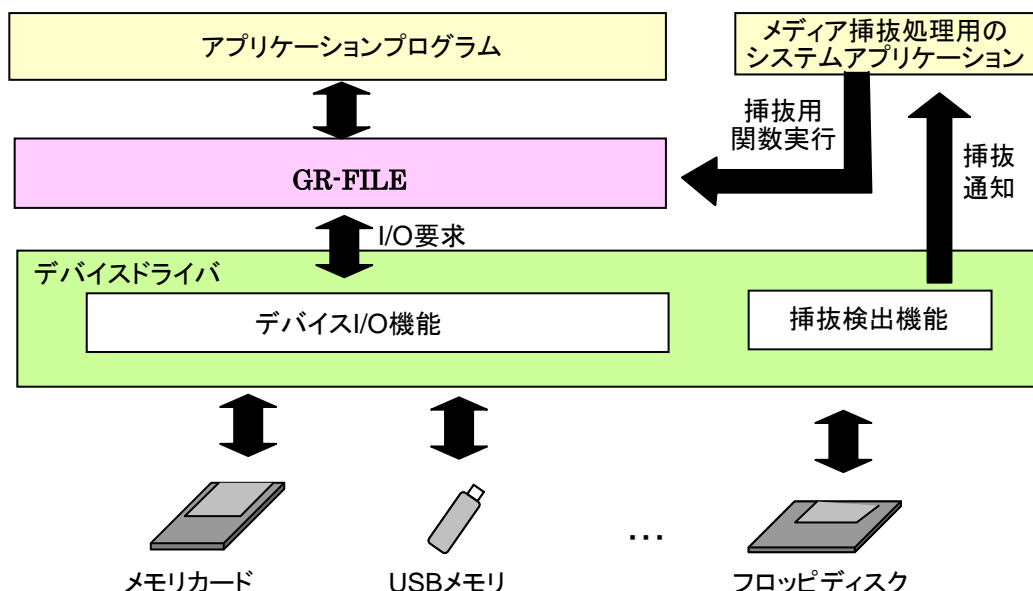 アプリケーションプログラム
メディア挿抜処理用の
システムアプリケーション
挿抜用
関数実行
挿抜
通知
GR-FILE
I/O要求
デバイスドライバ
デバイスI/O機能
挿抜検出機能
…
メモリカード
USBメモリ
フロッピディスク